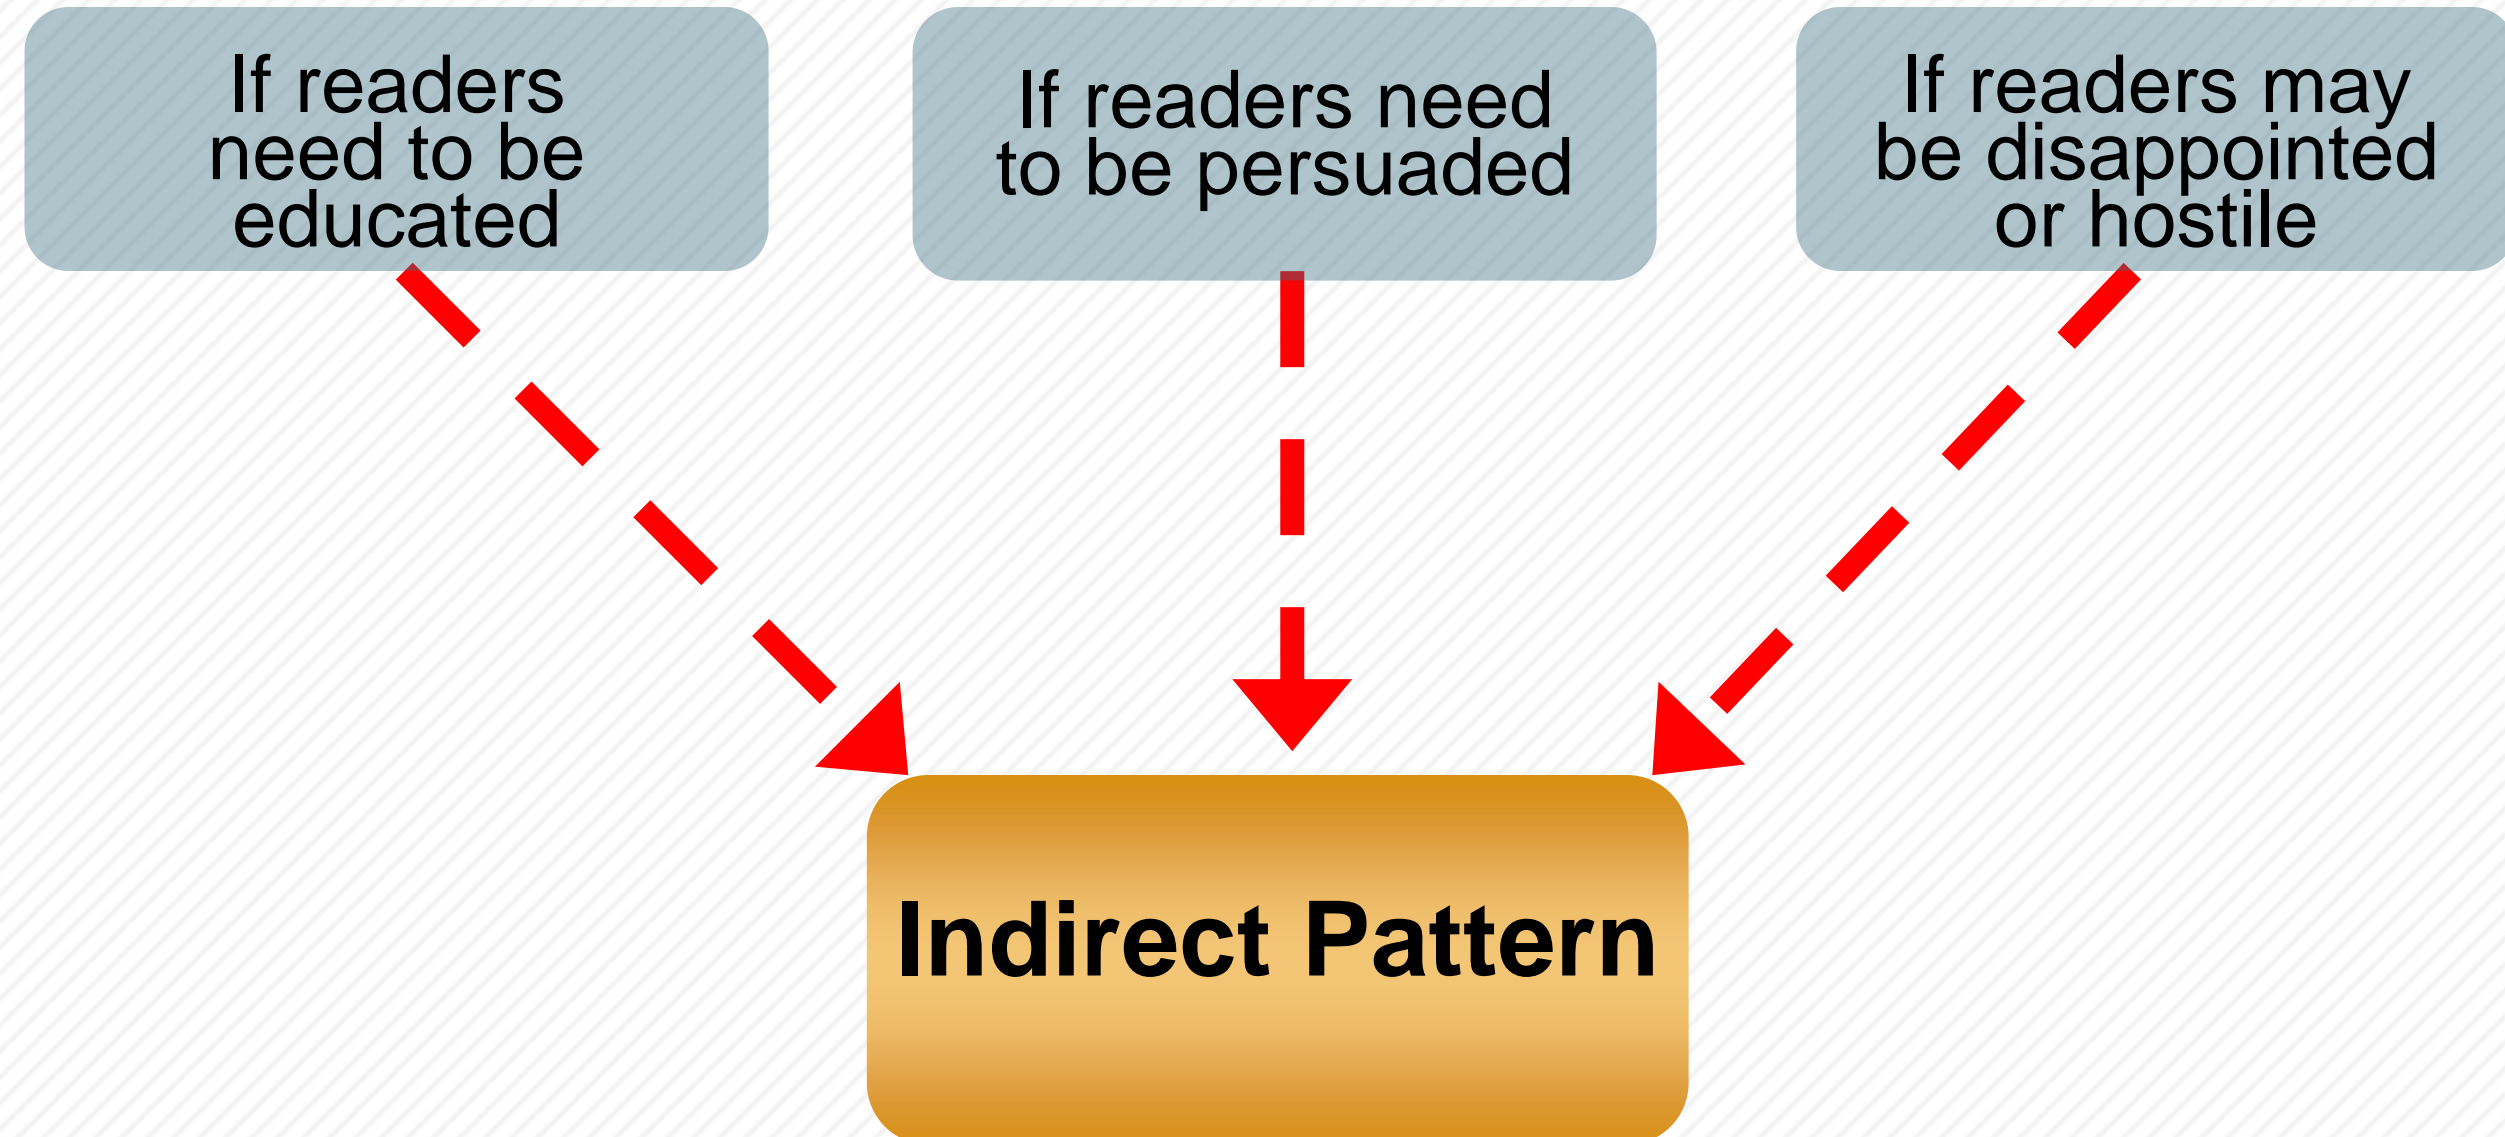 If readers
need to be
educated
If readers need
to be persuaded
If readers may
be disappointed
or hostile
Indirect Pattern